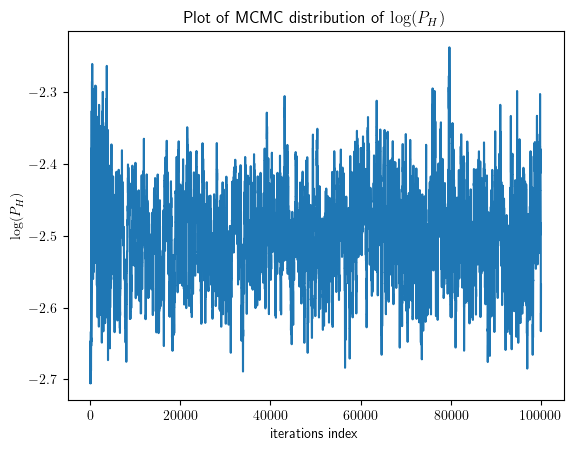 Plot of MCMC distribution of log(P_H)
log(P_H)
−2.3
−2.4
−2.5
−2.6
−2.7
0 20000 40000 60000 80000 100000
iterations index